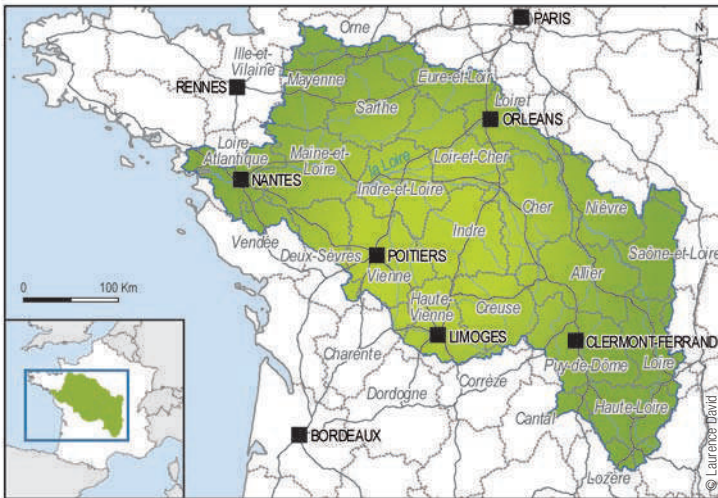 PARIS
N
Orne
Ille-et-
Vilaine
RENNES
Mayenne
Eure-et-Loir
Sarthe
Loiret
ORLEANS
Loire-
Atlantique
Maine-et-
Loire
la Loire
Loir-et-Cher
NANTES
Indre-et-Loire
Cher
Nièvre
Vendée
Indre
Deux-Sèvres
POITIERS
Saône-et-Loire
Vienne
Allier
0
100 Km
Haute-
Vienne
Creuse
LIMOGES
CLERMONT-FERRAND
Charente
Puy-de-Dôme
Loire
Corrèze
Dordogne
Haute-Loire
Cantal
BORDEAUX
Lozère
© Laurence David